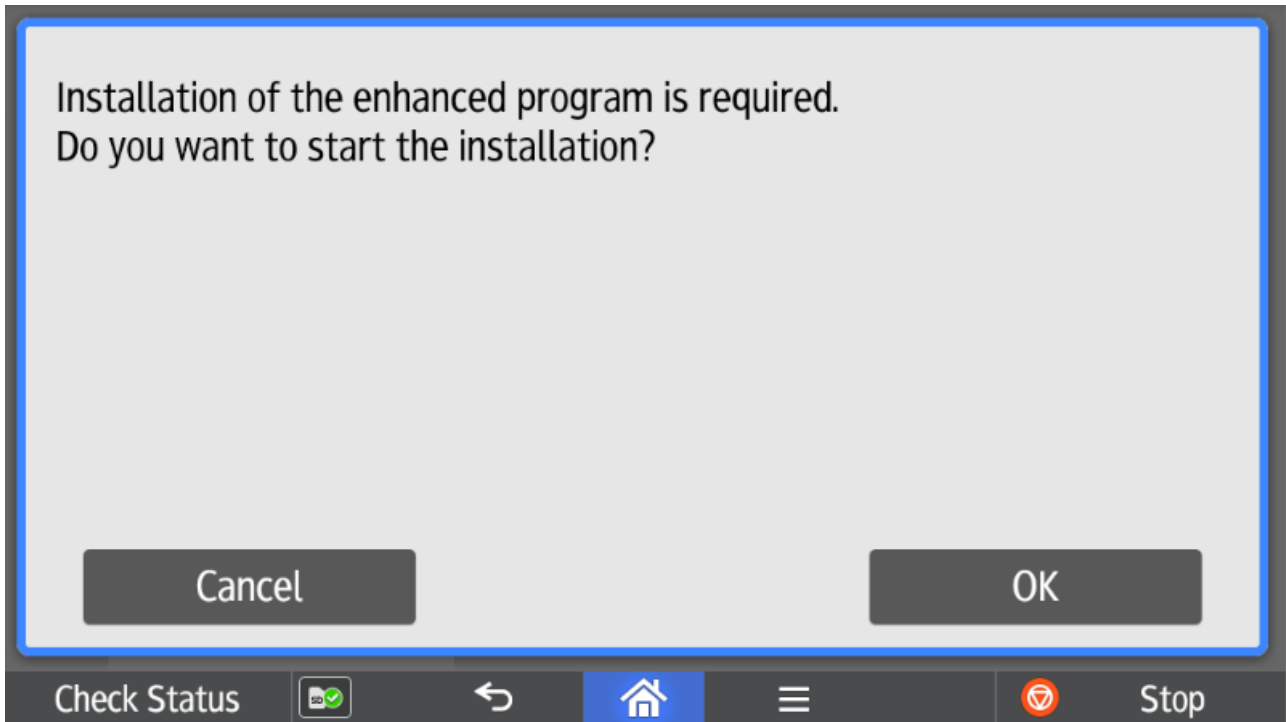 Installation of the enhanced program is required.
Do you want to start the installation?
Cancel
OK
Check Status
SD
Stop